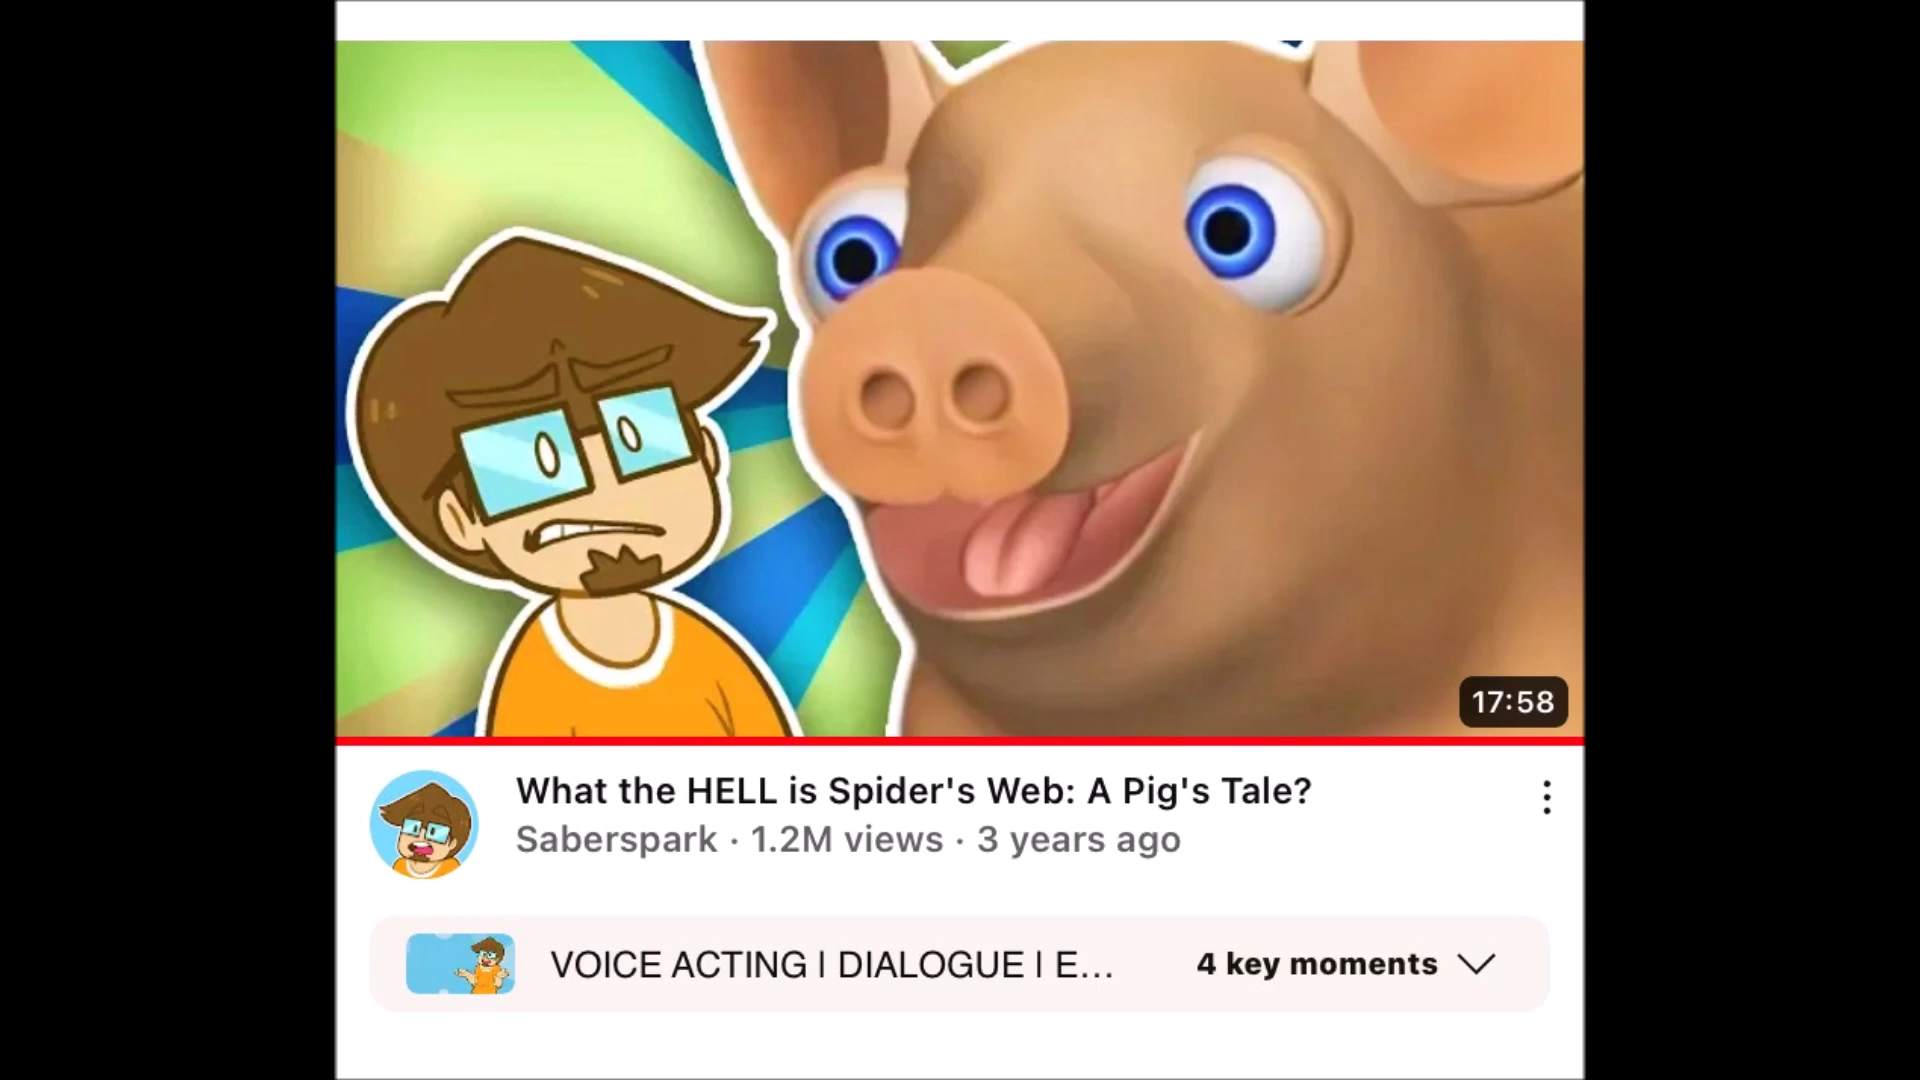 17:58
What the HELL is Spider's Web: A Pig's Tale?
Saberspark · 1.2M views · 3 years ago
VOICE ACTING | DIALOGUE | E... 4 key moments